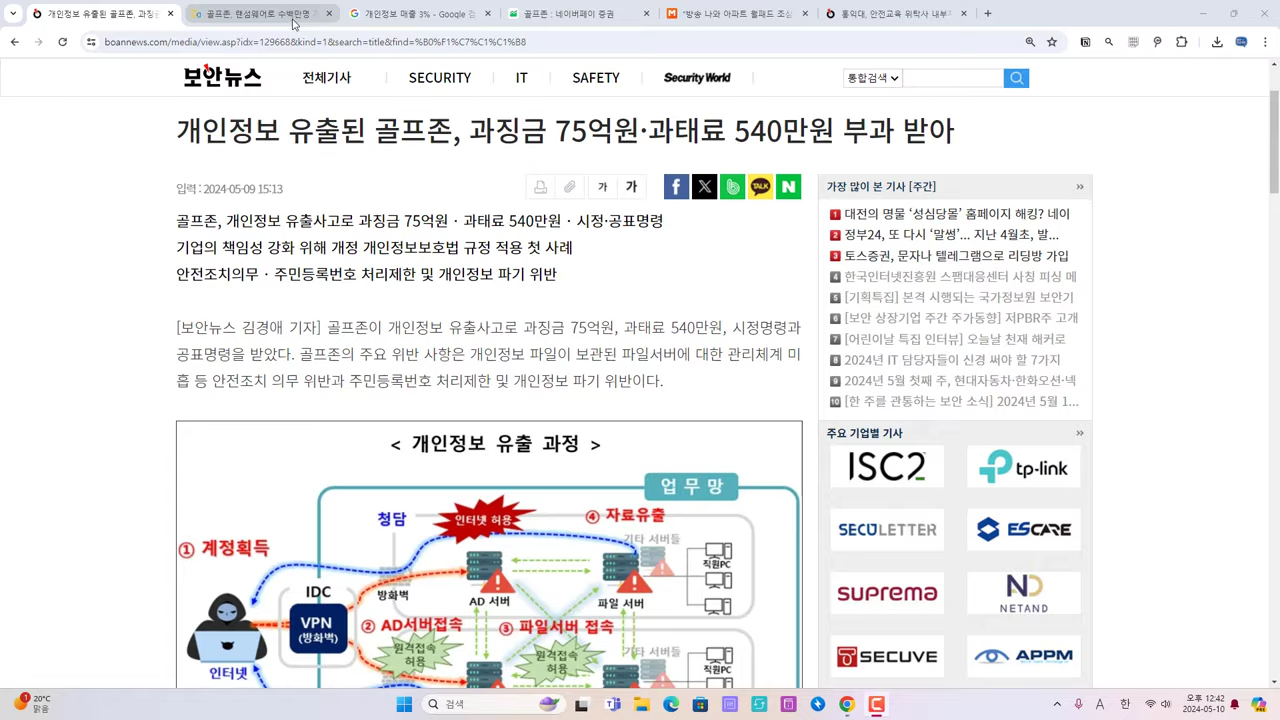 개인정보 유출된 골프존, 과징금
골프존, 랜섬웨어로 수백만명
개인정보 매출 3% - Google 검
골프존 : 네이버페이 증권
"방송나와 아파트 월패드 조심
홍익대, 안전교육 위탁사 내부
boannews.com/media/view.asp?idx=129668&kind=1&search=title&find=%B0%F1%C7%C1%C1%B8
보안뉴스
전체기사
SECURITY
IT
SAFETY
Security World
통합검색
개인정보 유출된 골프존, 과징금 75억원·과태료 540만원 부과 받아
입력 : 2024-05-09 15:13
가 가
f X TALK N
골프존, 개인정보 유출사고로 과징금 75억원 · 과태료 540만원 · 시정·공표명령
기업의 책임성 강화 위해 개정 개인정보보호법 규정 적용 첫 사례
안전조치의무 · 주민등록번호 처리제한 및 개인정보 파기 위반
[보안뉴스 김경애 기자] 골프존이 개인정보 유출사고로 과징금 75억원, 과태료 540만원, 시정명령과
공표명령을 받았다. 골프존의 주요 위반 사항은 개인정보 파일이 보관된 파일서버에 대한 관리체계 미
흡 등 안전조치 의무 위반과 주민등록번호 처리제한 및 개인정보 파기 위반이다.
< 개인정보 유출 과정 >
업무망
청담
인터넷 허용
④ 자료유출
기타 서버들
① 계정획득
직원PC
IDC
방화벽
AD 서버
파일 서버
VPN
(방화벽)
② AD서버접속
③ 파일서버 접속
원격접속
허용
원격접속
허용
기타 서버들
직원PC
인터넷
가장 많이 본 기사 [주간]
1 대전의 명물 '성심당몰' 홈페이지 해킹? 네이
2 정부24, 또 다시 '말썽'... 지난 4월초, 발...
3 토스증권, 문자나 텔레그램으로 리딩방 가입
4 한국인터넷진흥원 스팸대응센터 사칭 피싱 메
5 [기획특집] 본격 시행되는 국가정보원 보안기
6 [보안 상장기업 주간 주가동향] 저PBR주 고개
7 [어린이날 특집 인터뷰] 오늘날 천재 해커로
8 2024년 IT 담당자들이 신경 써야 할 7가지
9 2024년 5월 첫째 주, 현대자동차·한화오션·넥
10 [한 주를 관통하는 보안 소식] 2024년 5월 1...
주요 기업별 기사
ISC2
tp-link
SECULETTER
ESCARE
SUPREMA
ND
NETAND
SECUVE
APPM
1
20°C
맑음
검색
A 한
오후 12:42
2024-05-10